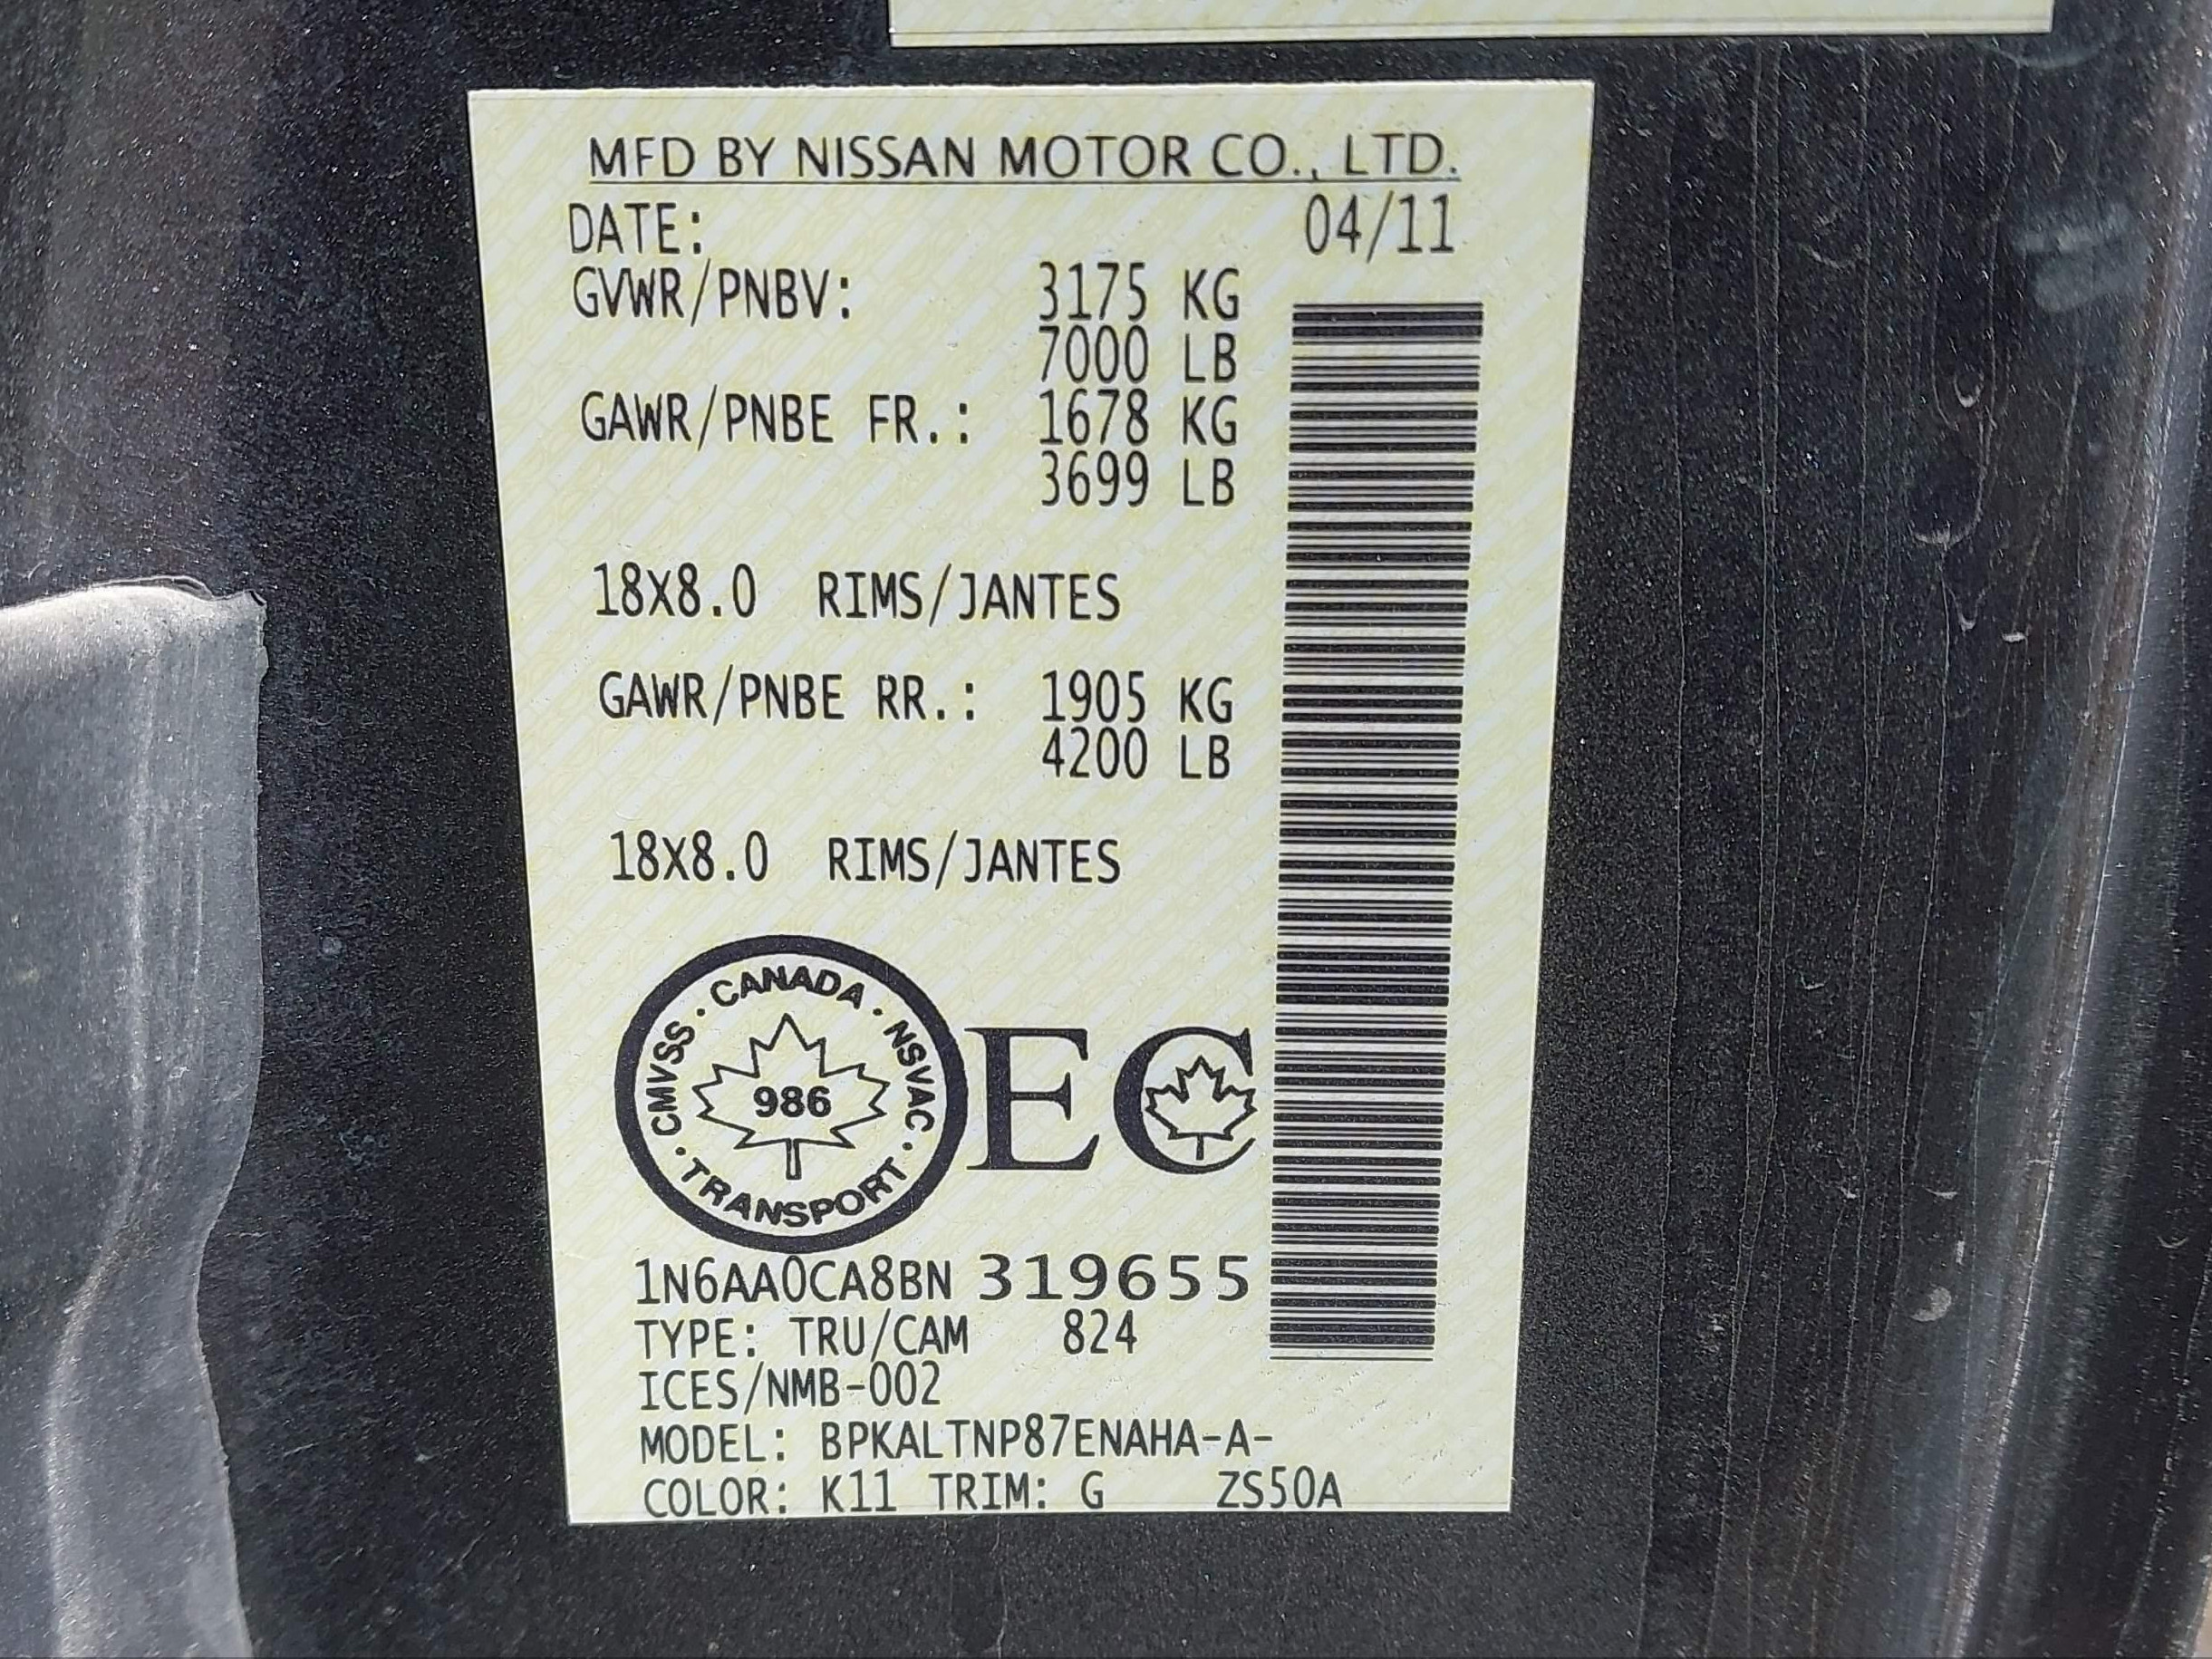 MFD BY NISSAN MOTOR CO., LTD.
DATE: 04/11
GVWR/PNBV: 3175 KG
7000 LB
GAWR/PNBE FR.: 1678 KG
3699 LB
18X8.0 RIMS/JANTES
GAWR/PNBE RR.: 1905 KG
4200 LB
18X8.0 RIMS/JANTES
CMVSS · CANADA · NSVAC · TRANSPORT ·
986
EC
1N6AA0CA8BN 319655
TYPE: TRU/CAM 824
ICES/NMB-002
MODEL: BPKALTNP87ENAHA-A-
COLOR: K11 TRIM: G ZS50A